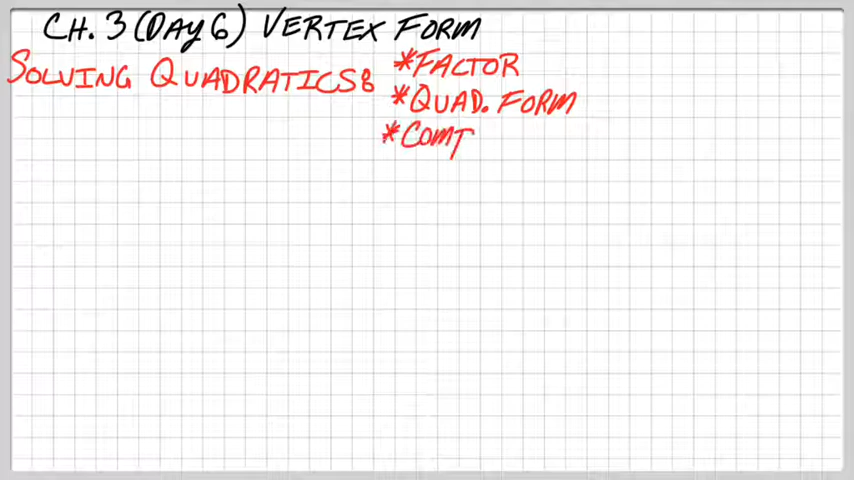 CH. 3 (DAY 6) VERTEX FORM
SOLVING QUADRATICS:
*FACTOR
*QUAD. FORM
*COMT